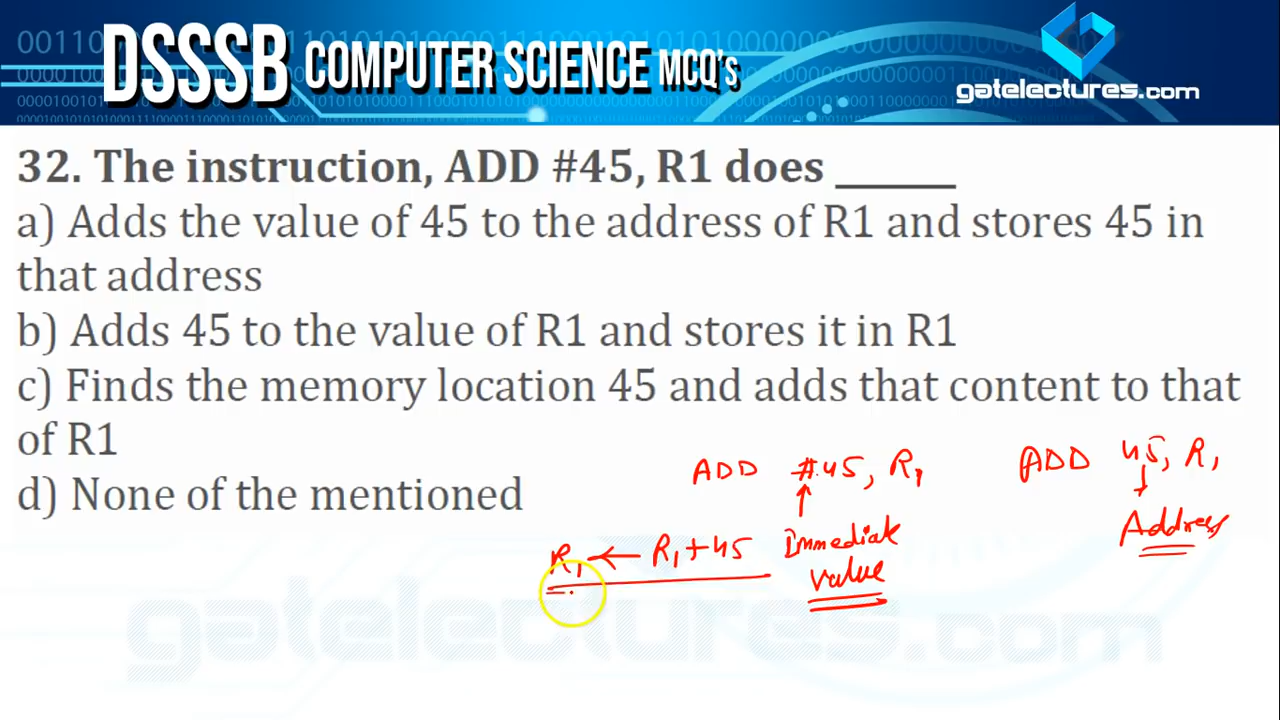 DSSSB COMPUTER SCIENCE MCQ's
gatelectures.com
32. The instruction, ADD #45, R1 does ______
a) Adds the value of 45 to the address of R1 and stores 45 in
that address
b) Adds 45 to the value of R1 and stores it in R1
c) Finds the memory location 45 and adds that content to that
of R1
d) None of the mentioned
ADD #45, R1
ADD 45, R1
Immediate
value
Address
R1 ← R1 + 45
gatelectures.com